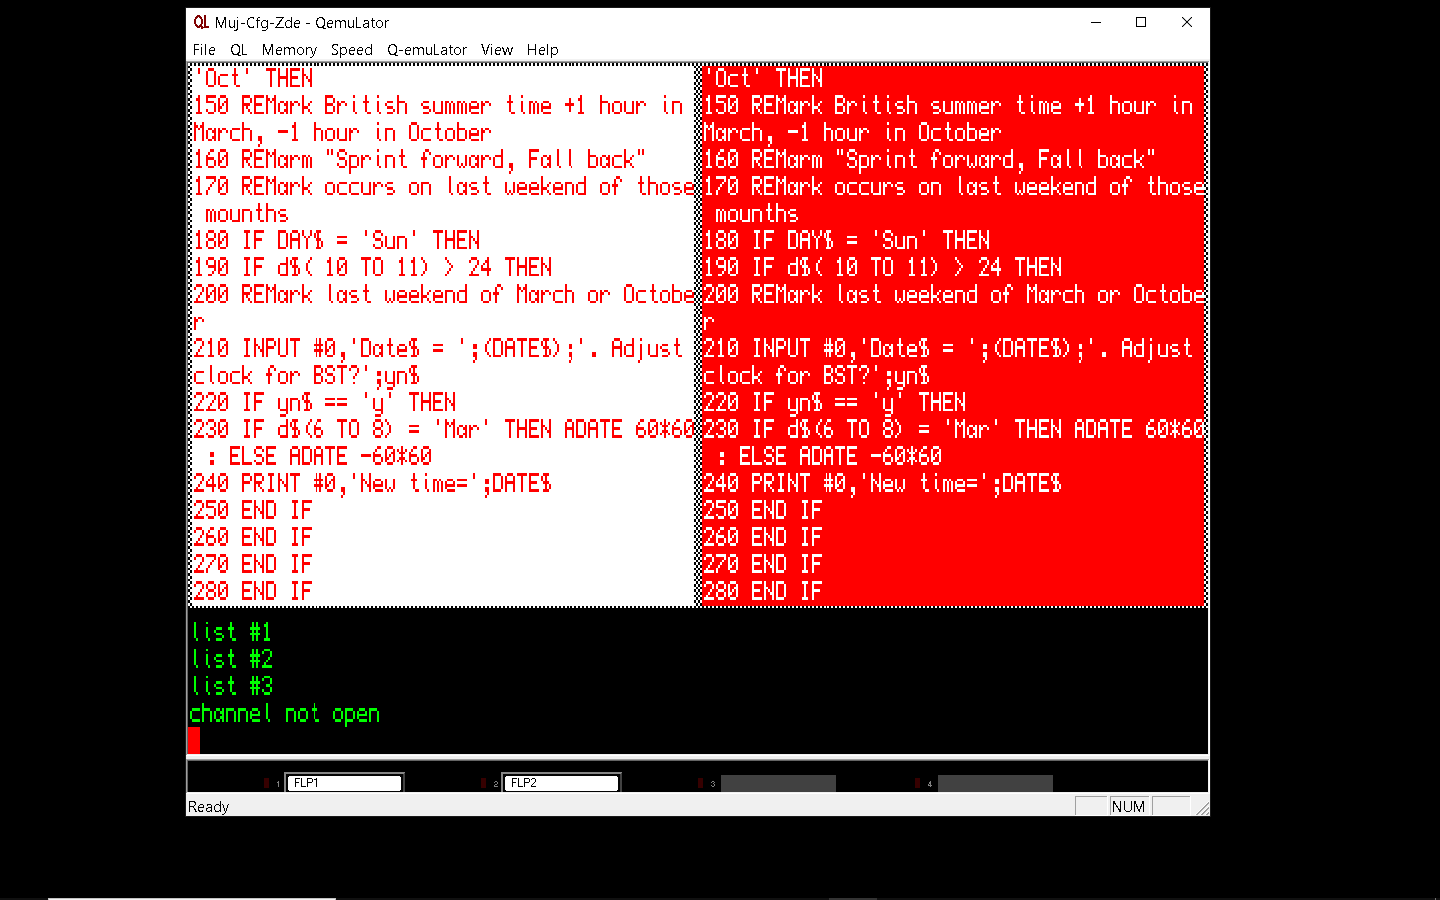 QL Muj-Cfg-Zde - QemuLator
File QL Memory Speed Q-emuLator View Help
'Oct' THEN
150 REMark British summer time +1 hour in
March, -1 hour in October
160 REMarm "Sprint forward, Fall back"
170 REMark occurs on last weekend of those
mounths
180 IF DAY$ = 'Sun' THEN
190 IF d$( 10 TO 11) > 24 THEN
200 REMark last weekend of March or Octobe
r
210 INPUT #0,'Date$ = ';(DATE$);'. Adjust
clock for BST?';yn$
220 IF yn$ == 'y' THEN
230 IF d$(6 TO 8) = 'Mar' THEN ADATE 60*60
: ELSE ADATE -60*60
240 PRINT #0,'New time=';DATE$
250 END IF
260 END IF
270 END IF
280 END IF
'Oct' THEN
150 REMark British summer time +1 hour in
March, -1 hour in October
160 REMarm "Sprint forward, Fall back"
170 REMark occurs on last weekend of those
mounths
180 IF DAY$ = 'Sun' THEN
190 IF d$( 10 TO 11) > 24 THEN
200 REMark last weekend of March or Octobe
r
210 INPUT #0,'Date$ = ';(DATE$);'. Adjust
clock for BST?';yn$
220 IF yn$ == 'y' THEN
230 IF d$(6 TO 8) = 'Mar' THEN ADATE 60*60
: ELSE ADATE -60*60
240 PRINT #0,'New time=';DATE$
250 END IF
260 END IF
270 END IF
280 END IF
list #1
list #2
list #3
channel not open
1 FLP1 2 FLP2 3 4
Ready NUM